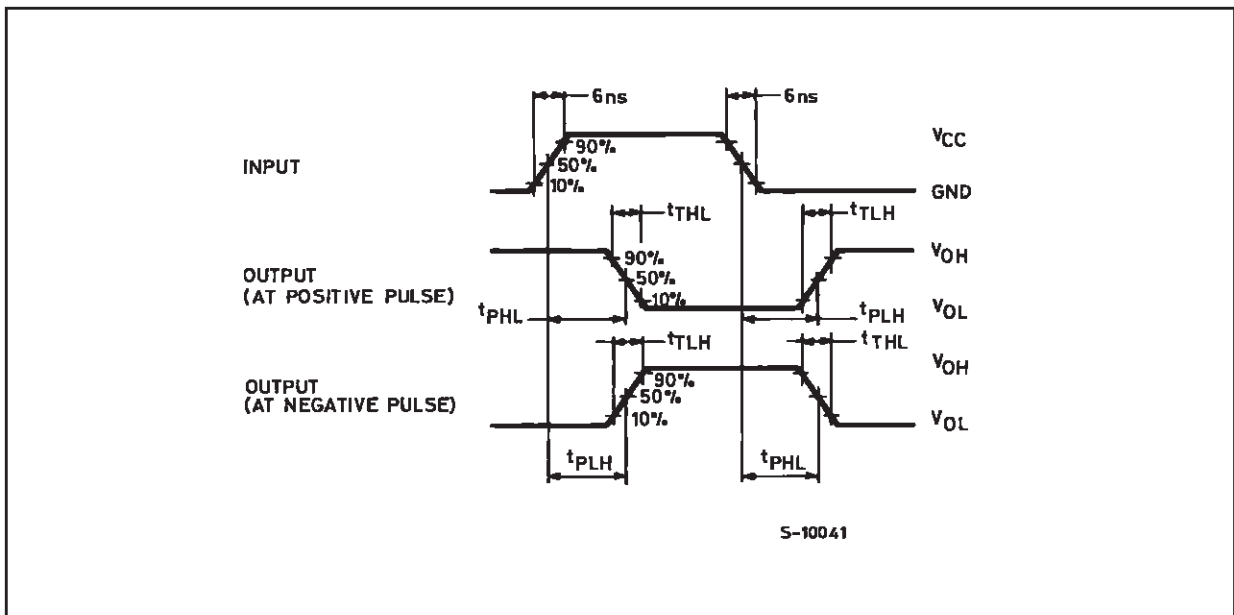 6ns 6ns
INPUT
90%
50%
10%
VCC
GND
tTHL tTLH
OUTPUT
(AT POSITIVE PULSE)
90%
50%
10%
VOH
VOL
tPHL tPLH
tTLH tTHL
OUTPUT
(AT NEGATIVE PULSE)
90%
50%
10%
VOH
VOL
tPLH tPHL
S-10041